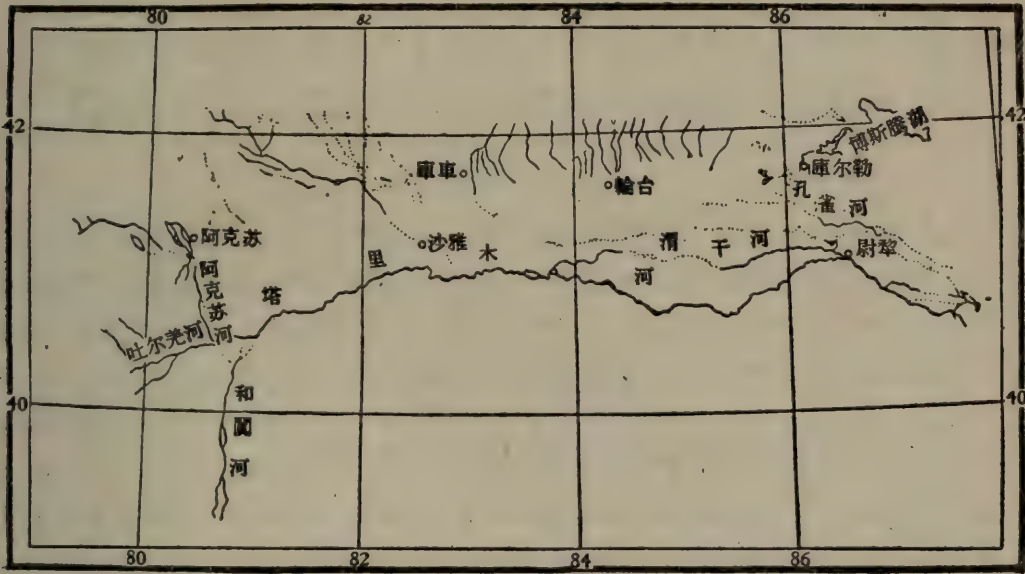 80 82 84 86
42 42
博斯腾湖
庫車 庫尔勒
輪台
孔雀河
阿克苏 沙雅 渭干河 尉犂
阿克苏河
塔里木河
吐尔羌河
和闐河
40 40
80 82 84 86